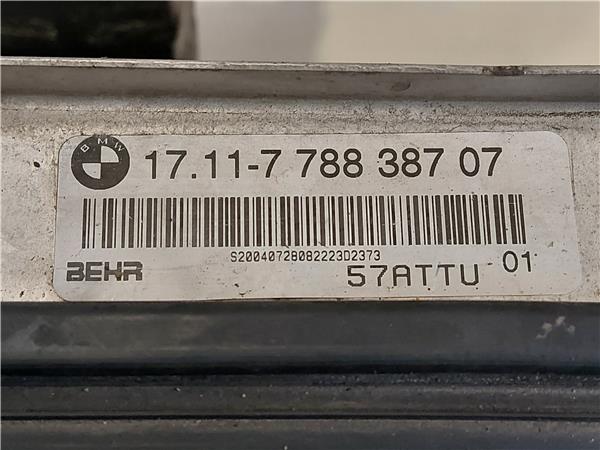 BMW 17.11-7 788 387 07
S20040728082223D2373
BEHR 57ATTU 01